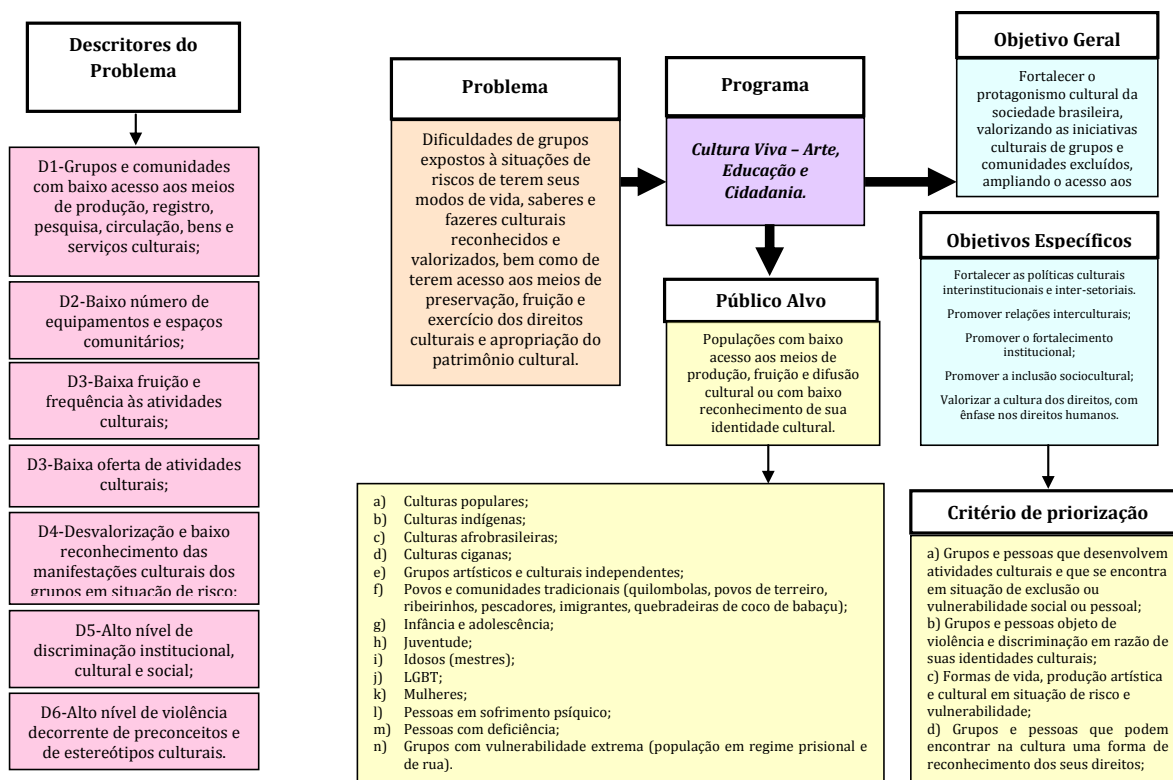 Descritores do
Problema
D1-Grupos e comunidades
com baixo acesso aos meios
de produção, registro,
pesquisa, circulação, bens e
serviços culturais;
D2-Baixo número de
equipamentos e espaços
comunitários;
D3-Baixa fruição e
frequência às atividades
culturais;
D3-Baixa oferta de atividades
culturais;
D4-Desvalorização e baixo
reconhecimento das
manifestações culturais dos
grupos em situação de risco;
D5-Alto nível de
discriminação institucional,
cultural e social;
D6-Alto nível de violência
decorrente de preconceitos e
de estereótipos culturais.
Problema
Dificuldades de grupos
expostos à situações de
riscos de terem seus
modos de vida, saberes e
fazeres culturais
reconhecidos e
valorizados, bem como de
terem acesso aos meios de
preservação, fruição e
exercício dos direitos
culturais e apropriação do
patrimônio cultural.
Programa
Cultura Viva – Arte,
Educação e
Cidadania.
Público Alvo
Populações com baixo
acesso aos meios de
produção, fruição e difusão
cultural ou com baixo
reconhecimento de sua
identidade cultural.
a) Culturas populares;
b) Culturas indígenas;
c) Culturas afrobrasileiras;
d) Culturas ciganas;
e) Grupos artísticos e culturais independentes;
f) Povos e comunidades tradicionais (quilombolas, povos de terreiro,
ribeirinhos, pescadores, imigrantes, quebradeiras de coco de babaçu);
g) Infância e adolescência;
h) Juventude;
i) Idosos (mestres);
j) LGBT;
k) Mulheres;
l) Pessoas em sofrimento psíquico;
m) Pessoas com deficiência;
n) Grupos com vulnerabilidade extrema (população em regime prisional e
de rua).
Objetivo Geral
Fortalecer o
protagonismo cultural da
sociedade brasileira,
valorizando as iniciativas
culturais de grupos e
comunidades excluídos,
ampliando o acesso aos
Objetivos Específicos
Fortalecer as políticas culturais
interinstitucionais e inter-setoriais.
Promover relações interculturais;
Promover o fortalecimento
institucional;
Promover a inclusão sociocultural;
Valorizar a cultura do direitos, com
ênfase nos direitos humanos.
Critério de priorização
a) Grupos e pessoas que desenvolvem
atividades culturais e que se encontra
em situação de exclusão ou
vulnerabilidade social ou pessoal;
b) Grupos e pessoas objeto de
violência e discriminação em razão de
suas identidades culturais;
c) Formas de vida, produção artística
e cultural em situação de risco e
vulnerabilidade;
d) Grupos e pessoas que podem
encontrar na cultura uma forma de
reconhecimento dos seus direitos;